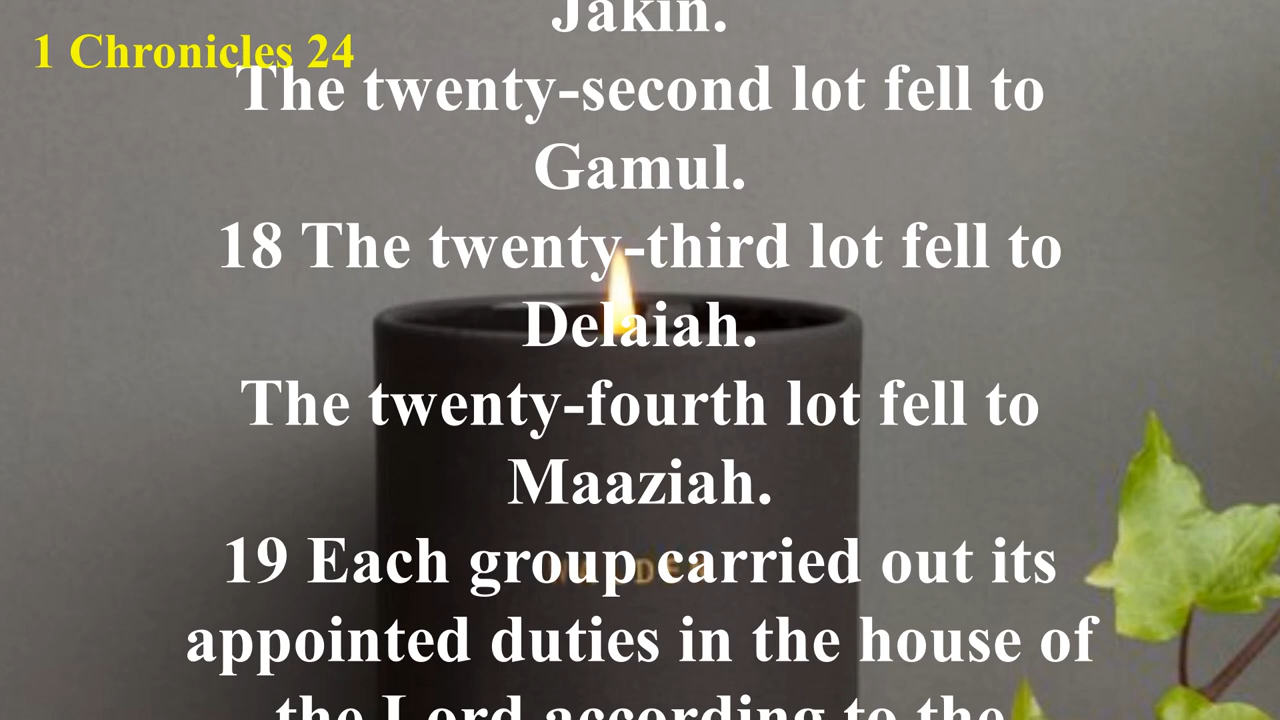 Jakin.
1 Chronicles 24
The twenty-second lot fell to
Gamul.
18 The twenty-third lot fell to
Delaiah.
The twenty-fourth lot fell to
Maaziah.
19 Each group carried out its
appointed duties in the house of
the Lord according to the